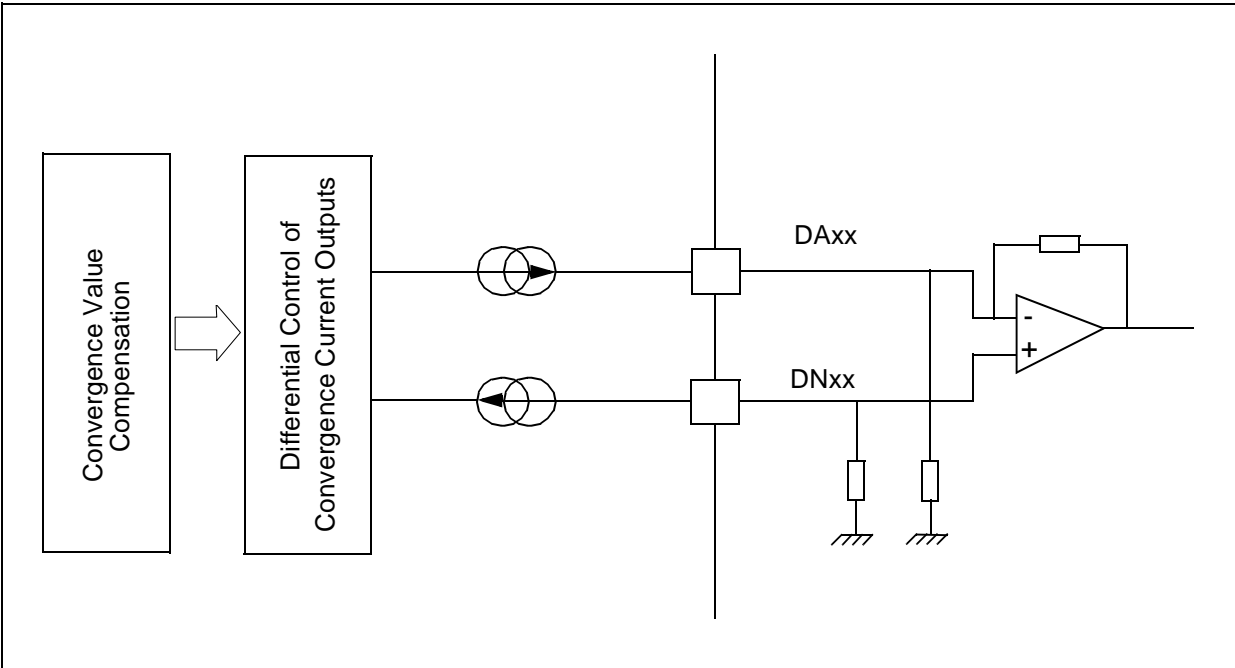 Convergence Value
Compensation
Differential Control of
Convergence Current Outputs
DAxx
DNxx
-
+